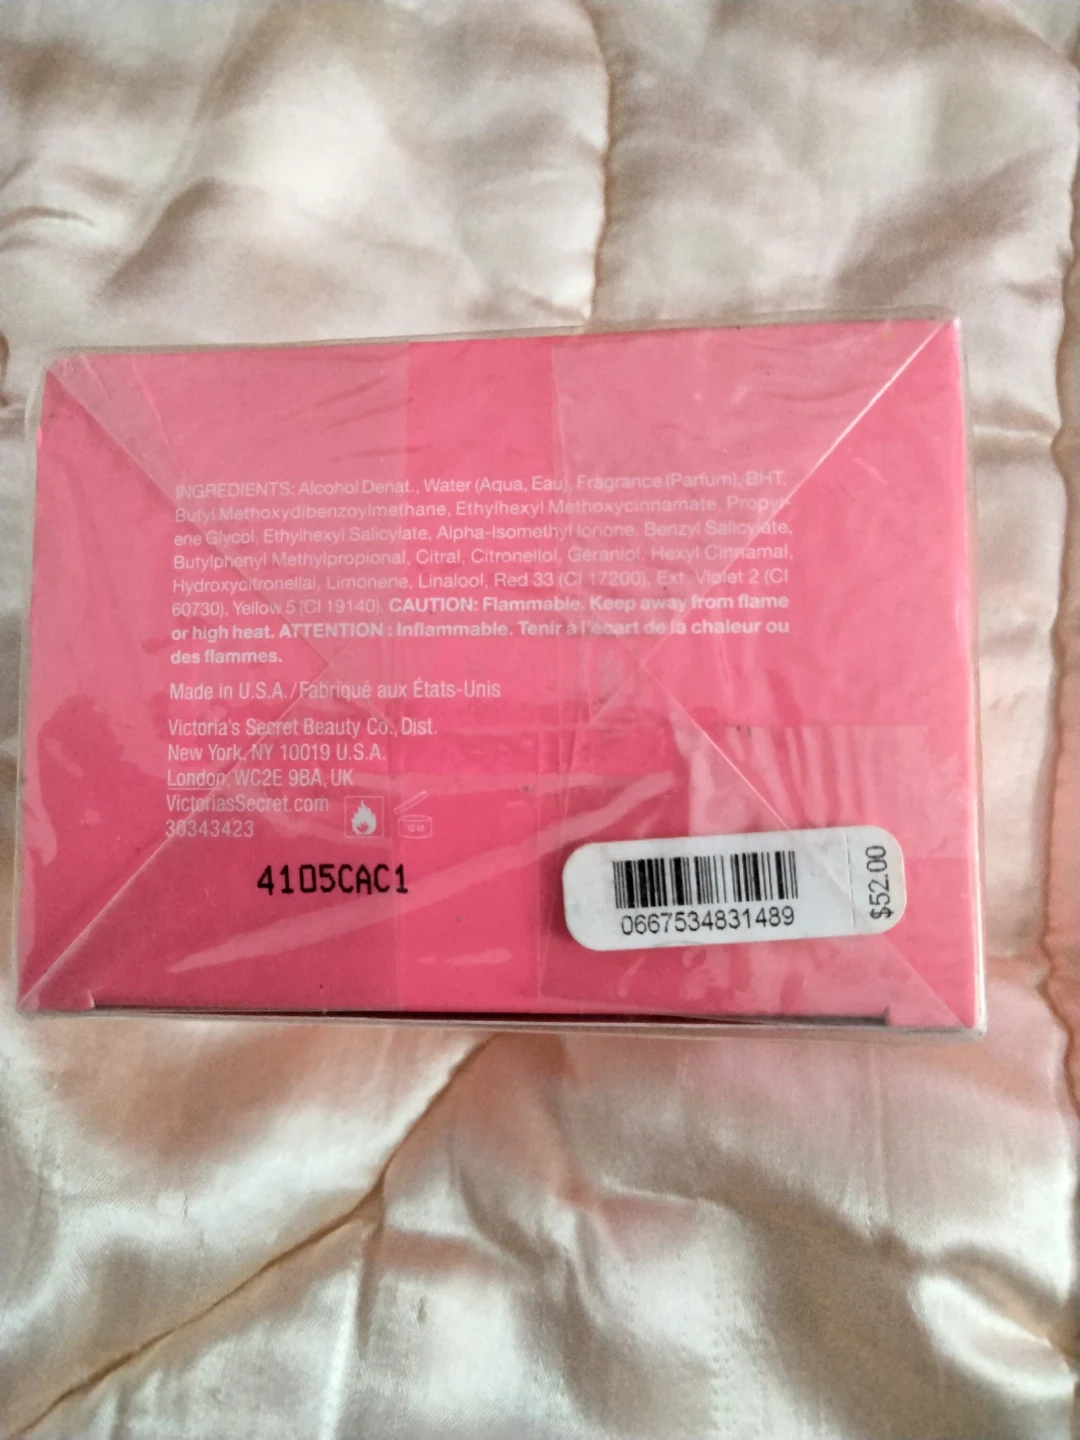 INGREDIENTS: Alcohol Denat., Water (Aqua, Eau), Fragrance (Parfum), BHT,
Butyl Methoxydibenzoylmethane, Ethylhexyl Methoxycinnamate, Propyl-
ene Glycol, Ethylhexyl Salicylate, Alpha-Isomethyl Ionone, Benzyl Salicylate,
Butylphenyl Methylpropional, Citral, Citronellol, Geraniol, Hexyl Cinnamal,
Hydroxycitronellal, Limonene, Linalool, Red 33 (CI 17200), Ext. Violet 2 (CI
60730), Yellow 5 (CI 19140). CAUTION: Flammable. Keep away from flame
or high heat. ATTENTION : Inflammable. Tenir à l'écart de la chaleur ou
des flammes.
Made in U.S.A. / Fabriqué aux États-Unis
Victoria's Secret Beauty Co., Dist.
New York, NY 10019 U.S.A.
London, WC2E 9BA, UK
VictoriasSecret.com
30343423
12 M
4105CAC1
0667534831489
$52.00